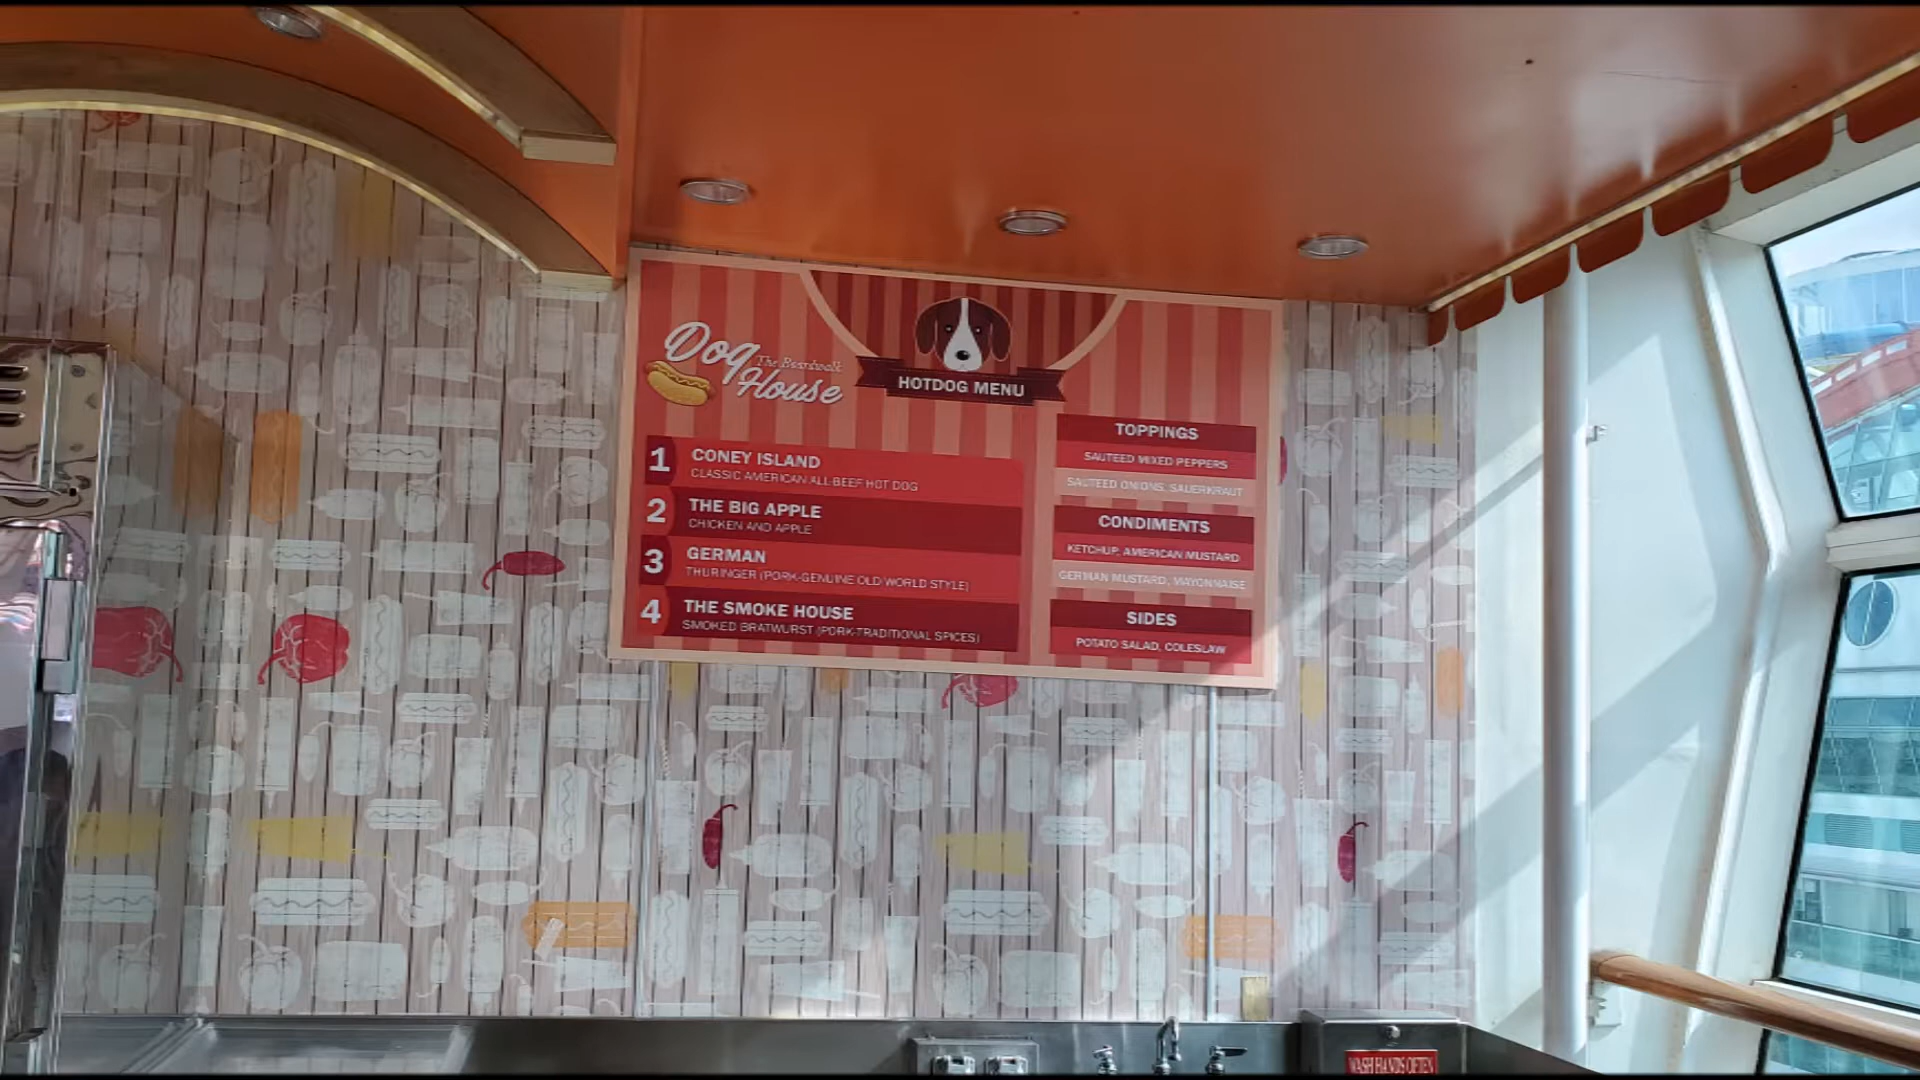 Dog
The Boardwalk
House
HOTDOG MENU
1 CONEY ISLAND
CLASSIC AMERICAN ALL-BEEF HOT DOG
2 THE BIG APPLE
CHICKEN AND APPLE
3 GERMAN
THURINGER (PORK-GENUINE OLD WORLD STYLE)
4 THE SMOKE HOUSE
SMOKED BRATWURST (PORK-TRADITIONAL SPICES)
TOPPINGS
SAUTEED MIXED PEPPERS
SAUTEED ONIONS, SAUERKRAUT
CONDIMENTS
KETCHUP, AMERICAN MUSTARD
GERMAN MUSTARD, MAYONNAISE
SIDES
POTATO SALAD, COLESLAW
WASH HANDS OFTEN